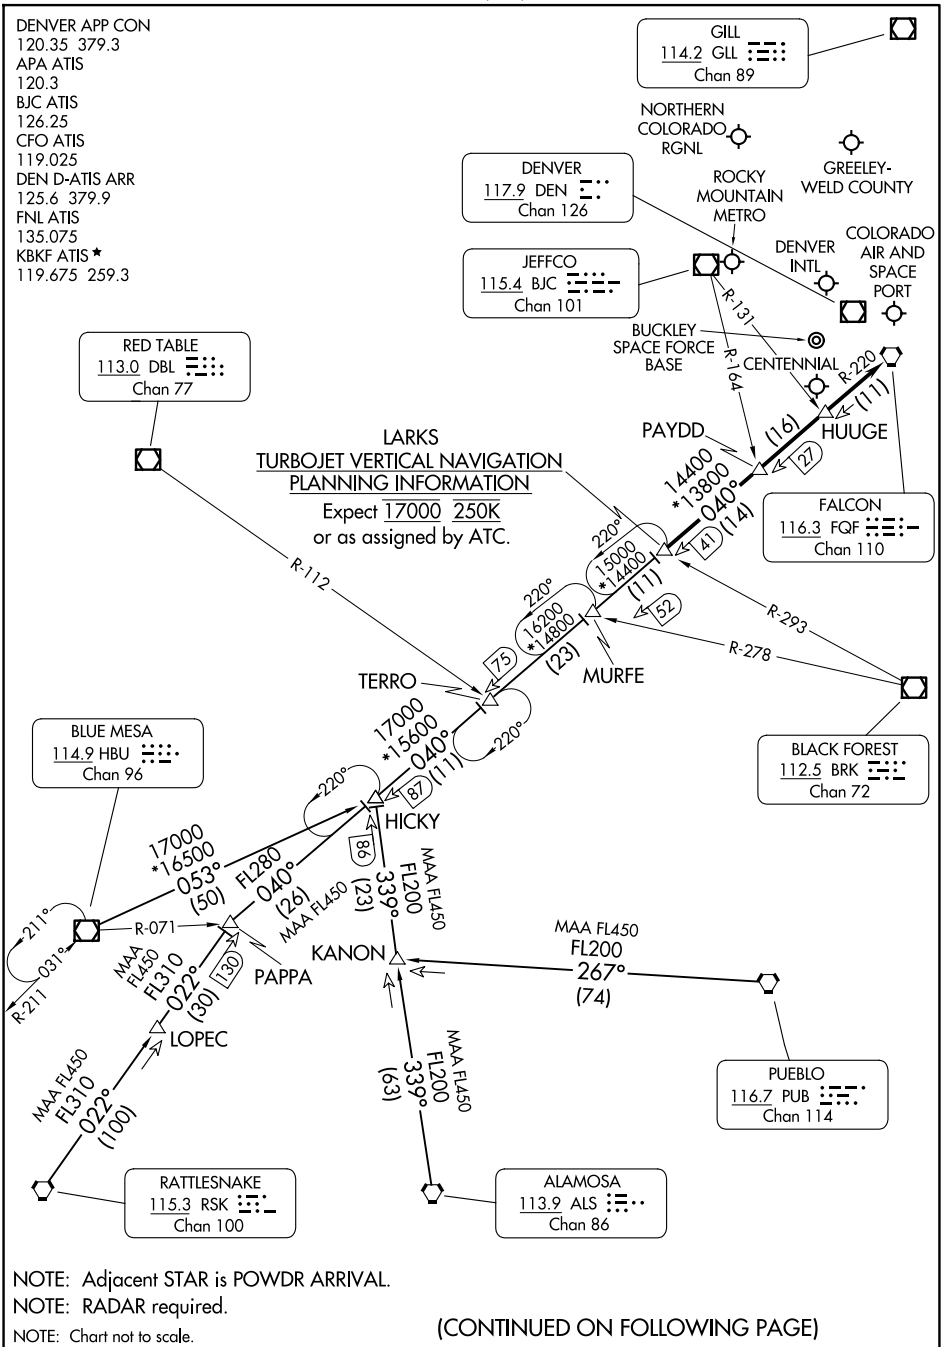 DENVER APP CON
120.35 379.3
APA ATIS
120.3
BJC ATIS
126.25
CFO ATIS
119.025
DEN D-ATIS ARR
125.6 379.9
FNL ATIS
135.075
KBKF ATIS ★
119.675 259.3
GILL
114.2 GLL
Chan 89
NORTHERN
COLORADO
RGNL
GREELEY-
WELD COUNTY
DENVER
117.9 DEN
Chan 126
ROCKY
MOUNTAIN
METRO
JEFFCO
115.4 BJC
Chan 101
DENVER
INTL
COLORADO
AIR AND
SPACE
PORT
R-131
R-164
BUCKLEY
SPACE FORCE
BASE
CENTENNIAL
R-220
(11)
HUUGE
(16)
27
PAYDD
RED TABLE
113.0 DBL
Chan 77
R-112
LARKS
TURBOJET VERTICAL NAVIGATION
PLANNING INFORMATION
Expect 17000 250K
or as assigned by ATC.
14400
*13800
040°
(14)
41
FALCON
116.3 FQF
Chan 110
220°
15000
*14400
(11)
52
220°
16200
*14800
(23)
75
MURFE
R-293
R-278
BLACK FOREST
112.5 BRK
Chan 72
TERRO
220°
17000
*15600
040°
(11)
87
220°
HICKY
BLUE MESA
114.9 HBU
Chan 96
17000
*16500
053°
(50)
FL280
040°
(26)
MAA FL450
86
MAA FL450
FL200
339°
(23)
211°
031°
R-211
R-071
PAPPA
130
MAA
FL450
FL310
022°
(30)
LOPEC
KANON
MAA FL450
FL200
267°
(74)
MAA FL450
FL200
339°
(63)
MAA FL450
FL310
022°
(100)
PUEBLO
116.7 PUB
Chan 114
RATTLESNAKE
115.3 RSK
Chan 100
ALAMOSA
113.9 ALS
Chan 86
NOTE: Adjacent STAR is POWDR ARRIVAL.
NOTE: RADAR required.
NOTE: Chart not to scale.
(CONTINUED ON FOLLOWING PAGE)